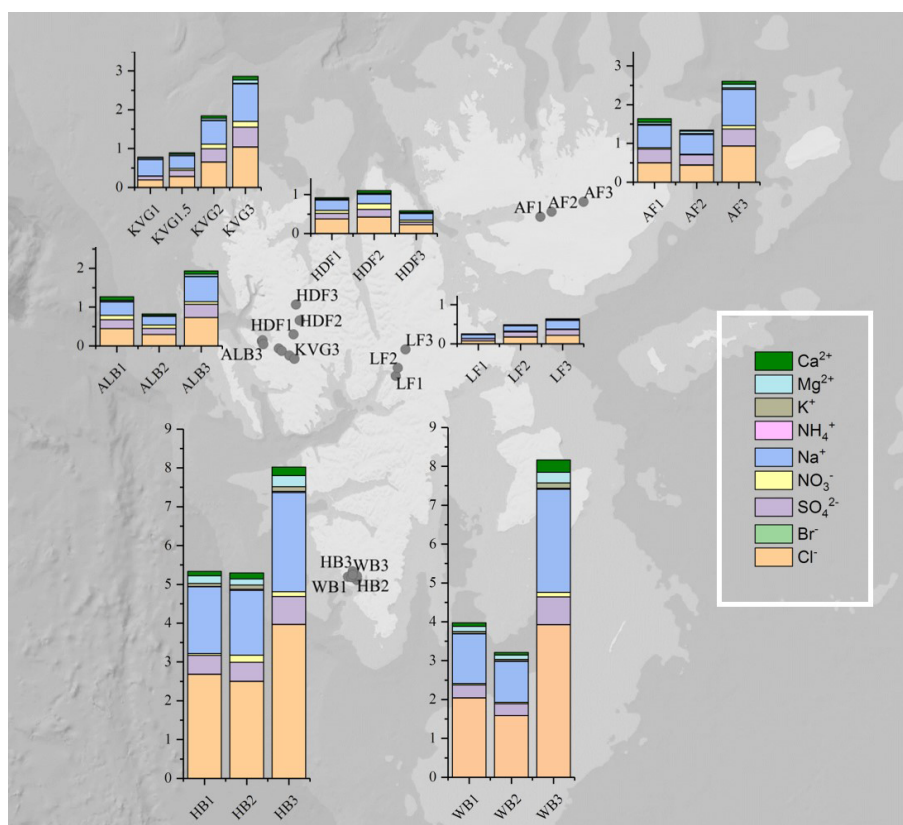 3
2
1
0
KVG1
KVG1.5
KVG2
KVG3
3
2
1
0
AF1
AF2
AF3
1
0
HDF1
HDF2
HDF3
AF1
AF2
AF3
2
1
0
ALB1
ALB2
ALB3
HDF3
HDF1
HDF2
ALB3
KVG3
LF3
LF2
LF1
1
0
LF1
LF2
LF3
Ca²⁺
Mg²⁺
K⁺
NH₄⁺
Na⁺
NO₃⁻
SO₄²⁻
Br⁻
Cl⁻
9
8
7
6
5
4
3
2
1
0
HB1
HB2
HB3
HB3
WB3
WB1
HB2
9
8
7
6
5
4
3
2
1
0
WB1
WB2
WB3